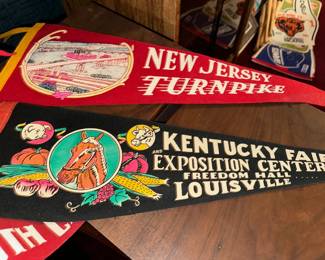 NEW JERSEY
TURNPIKE
KENTUCKY FAIR
AND EXPOSITION CENTER
FREEDOM HALL.....
LOUISVILLE